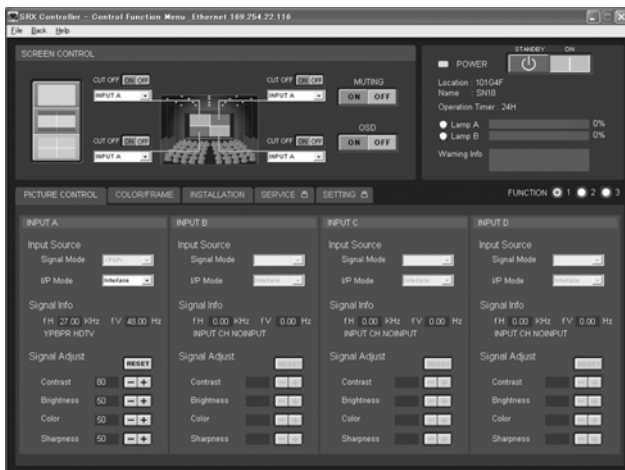 SRX Controller - Control Function Menu Ethernet 169.254.22.116
File Back Help
SCREEN CONTROL
CUT OFF ON OFF
INPUT A
CUT OFF ON OFF
INPUT A
MUTING
ON OFF
CUT OFF ON OFF
INPUT A
CUT OFF ON OFF
INPUT A
OSD
ON OFF
STANDBY ON
POWER
Location : 101G4F
Name : SN18
Operation Timer : 24H
Lamp A 0%
Lamp B 0%
Warning Info
PICTURE CONTROL COLOR/FRAME INSTALLATION SERVICE SETTING FUNCTION 1 2 3
INPUT A
Input Source
Signal Mode
I/P Mode Interlace
Signal Info
fH 27.00 KHz fV 48.00 Hz
YPBPR HDTV
Signal Adjust RESET
Contrast 80 - +
Brightness 50 - +
Color 50 - +
Sharpness 50 - +
INPUT B
Input Source
Signal Mode
I/P Mode Interlace
Signal Info
fH 0.00 KHz fV 0.00 Hz
INPUT CH NOINPUT
Signal Adjust RESET
Contrast - +
Brightness - +
Color - +
Sharpness - +
INPUT C
Input Source
Signal Mode
I/P Mode Interlace
Signal Info
fH 0.00 KHz fV 0.00 Hz
INPUT CH NOINPUT
Signal Adjust RESET
Contrast - +
Brightness - +
Color - +
Sharpness - +
INPUT D
Input Source
Signal Mode
I/P Mode Interlace
Signal Info
fH 0.00 KHz fV 0.00 Hz
INPUT CH NOINPUT
Signal Adjust RESET
Contrast - +
Brightness - +
Color - +
Sharpness - +